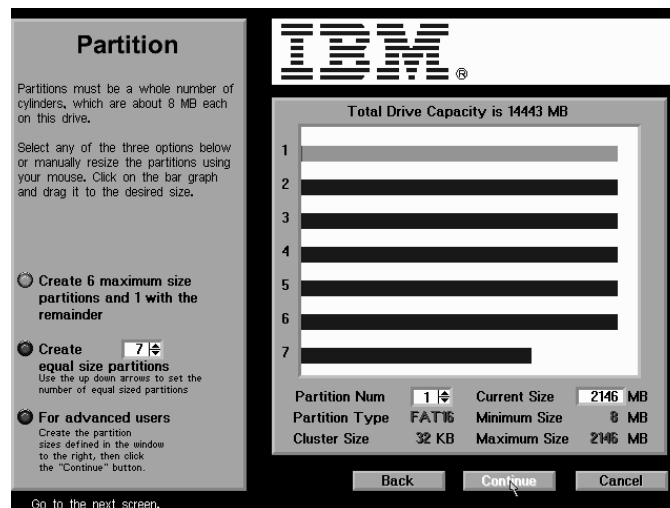 Partition
Partitions must be a whole number of
cylinders, which are about 8 MB each
on this drive.
Select any of the three options below
or manually resize the partitions using
your mouse. Click on the bar graph
and drag it to the desired size.
Create 6 maximum size
partitions and 1 with the
remainder
Create 7
equal size partitions
Use the up down arrows to set the
number of equal sized partitions
For advanced users
Create the partition
sizes defined in the window
to the right, then click
the "Continue" button.
Go to the next screen.
IBM®
Total Drive Capacity is 14443 MB
1
2
3
4
5
6
7
Partition Num 1 Current Size 2146 MB
Partition Type FAT16 Minimum Size 8 MB
Cluster Size 32 KB Maximum Size 2146 MB
Back Continue Cancel